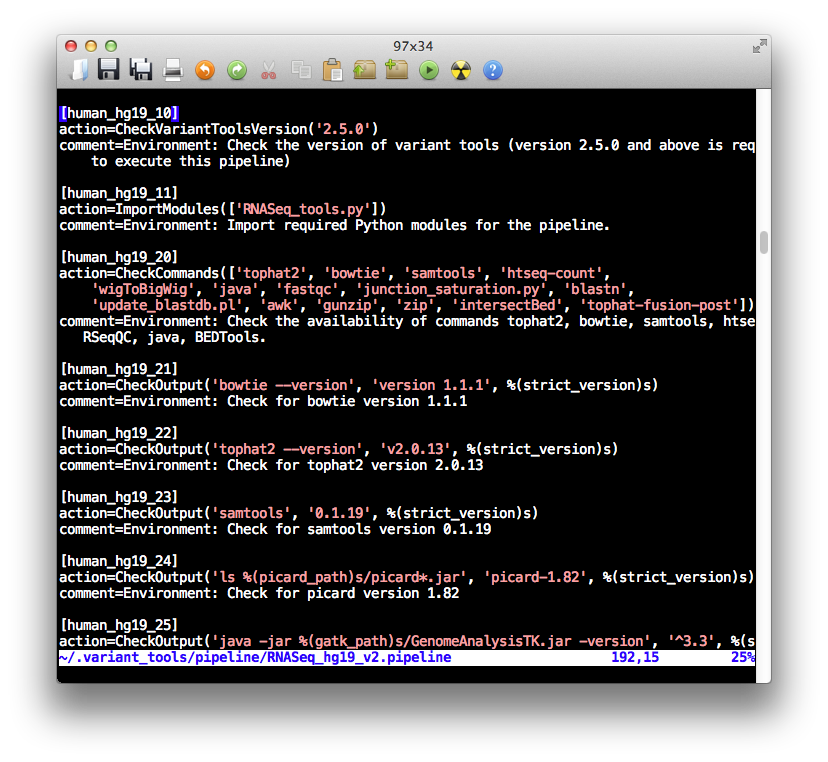 97x34
[human_hg19_10]
action=CheckVariantToolsVersion('2.5.0')
comment=Environment: Check the version of variant tools (version 2.5.0 and above is req
to execute this pipeline)
[human_hg19_11]
action=ImportModules(['RNASeq_tools.py'])
comment=Environment: Import required Python modules for the pipeline.
[human_hg19_20]
action=CheckCommands(['tophat2', 'bowtie', 'samtools', 'htseq-count',
'wigToBigWig', 'java', 'fastqc', 'junction_saturation.py', 'blastn',
'update_blastdb.pl', 'awk', 'gunzip', 'zip', 'intersectBed', 'tophat-fusion-post'])
comment=Environment: Check the availability of commands tophat2, bowtie, samtools, htse
RSeqQC, java, BEDTools.
[human_hg19_21]
action=CheckOutput('bowtie --version', 'version 1.1.1', %(strict_version)s)
comment=Environment: Check for bowtie version 1.1.1
[human_hg19_22]
action=CheckOutput('tophat2 --version', 'v2.0.13', %(strict_version)s)
comment=Environment: Check for tophat2 version 2.0.13
[human_hg19_23]
action=CheckOutput('samtools', '0.1.19', %(strict_version)s)
comment=Environment: Check for samtools version 0.1.19
[human_hg19_24]
action=CheckOutput('ls %(picard_path)s/picard*.jar', 'picard-1.82', %(strict_version)s)
comment=Environment: Check for picard version 1.82
[human_hg19_25]
action=CheckOutput('java -jar %(gatk_path)s/GenomeAnalysisTK.jar -version', '^3.3', %(s
~/.variant_tools/pipeline/RNASeq_hg19_v2.pipeline 192,15 25%